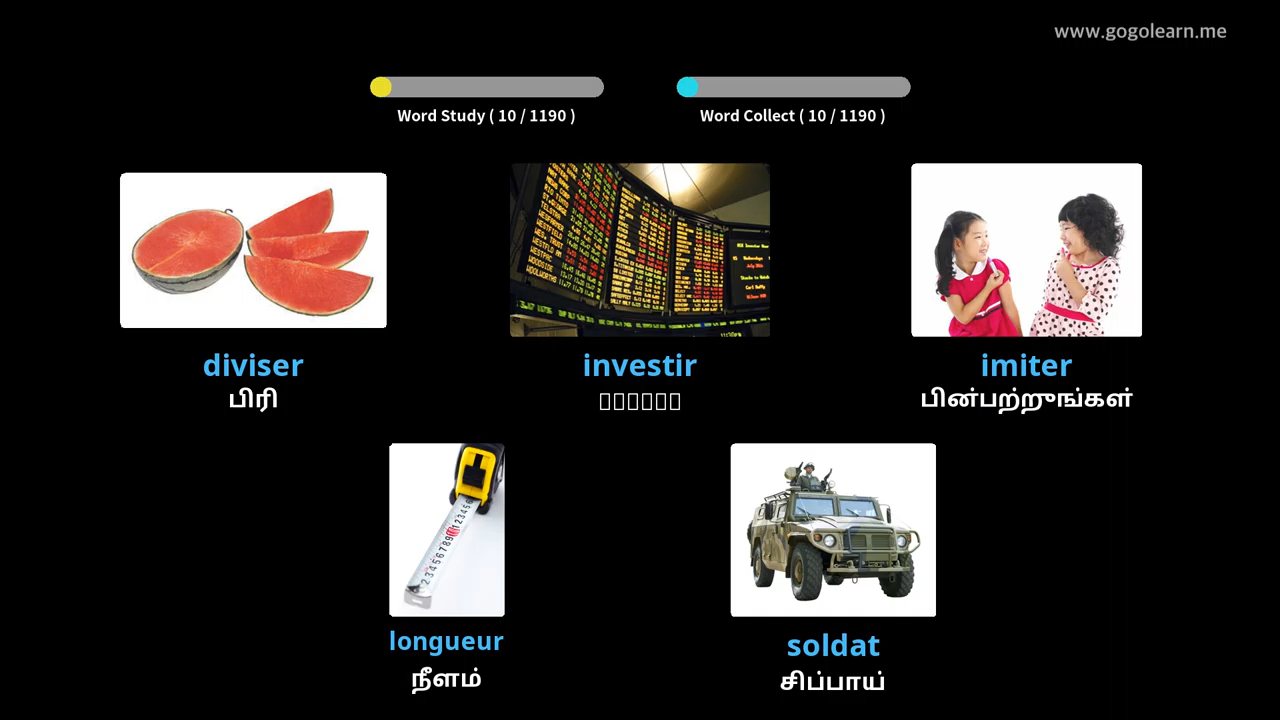 www.gogolearn.me
Word Study ( 10 / 1190 )
Word Collect ( 10 / 1190 )
diviser
பிரி
investir
imiter
பின்பற்றுங்கள்
longueur
நீளம்
soldat
சிப்பாய்